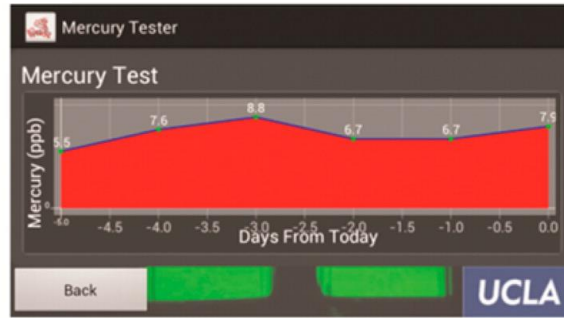 Mercury Tester
Mercury Test
Mercury (ppb)
5.5 7.6 8.8 6.7 6.7 7.9
0.
-5.0 -4.5 -4.0 -3.5 -3.0 -2.5 -2.0 -1.5 -1.0 -0.5 0.0
Days From Today
Back
UCLA